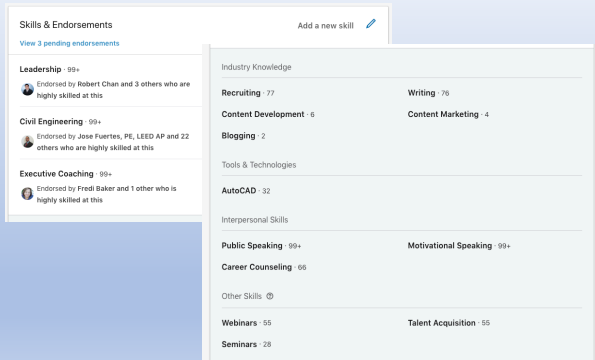 Skills & Endorsements
Add a new skill
View 3 pending endorsements
Leadership · 99+
Endorsed by Robert Chan and 3 others who are
highly skilled at this
Civil Engineering · 99+
Endorsed by Jose Fuertes, PE, LEED AP and 22
others who are highly skilled at this
Executive Coaching · 99+
Endorsed by Fredi Baker and 1 other who is
highly skilled at this
Industry Knowledge
Recruiting · 77
Writing · 76
Content Development · 6
Content Marketing · 4
Blogging · 2
Tools & Technologies
AutoCAD · 32
Interpersonal Skills
Public Speaking · 99+
Motivational Speaking · 99+
Career Counseling · 66
Other Skills
Webinars · 55
Talent Acquisition · 55
Seminars · 28